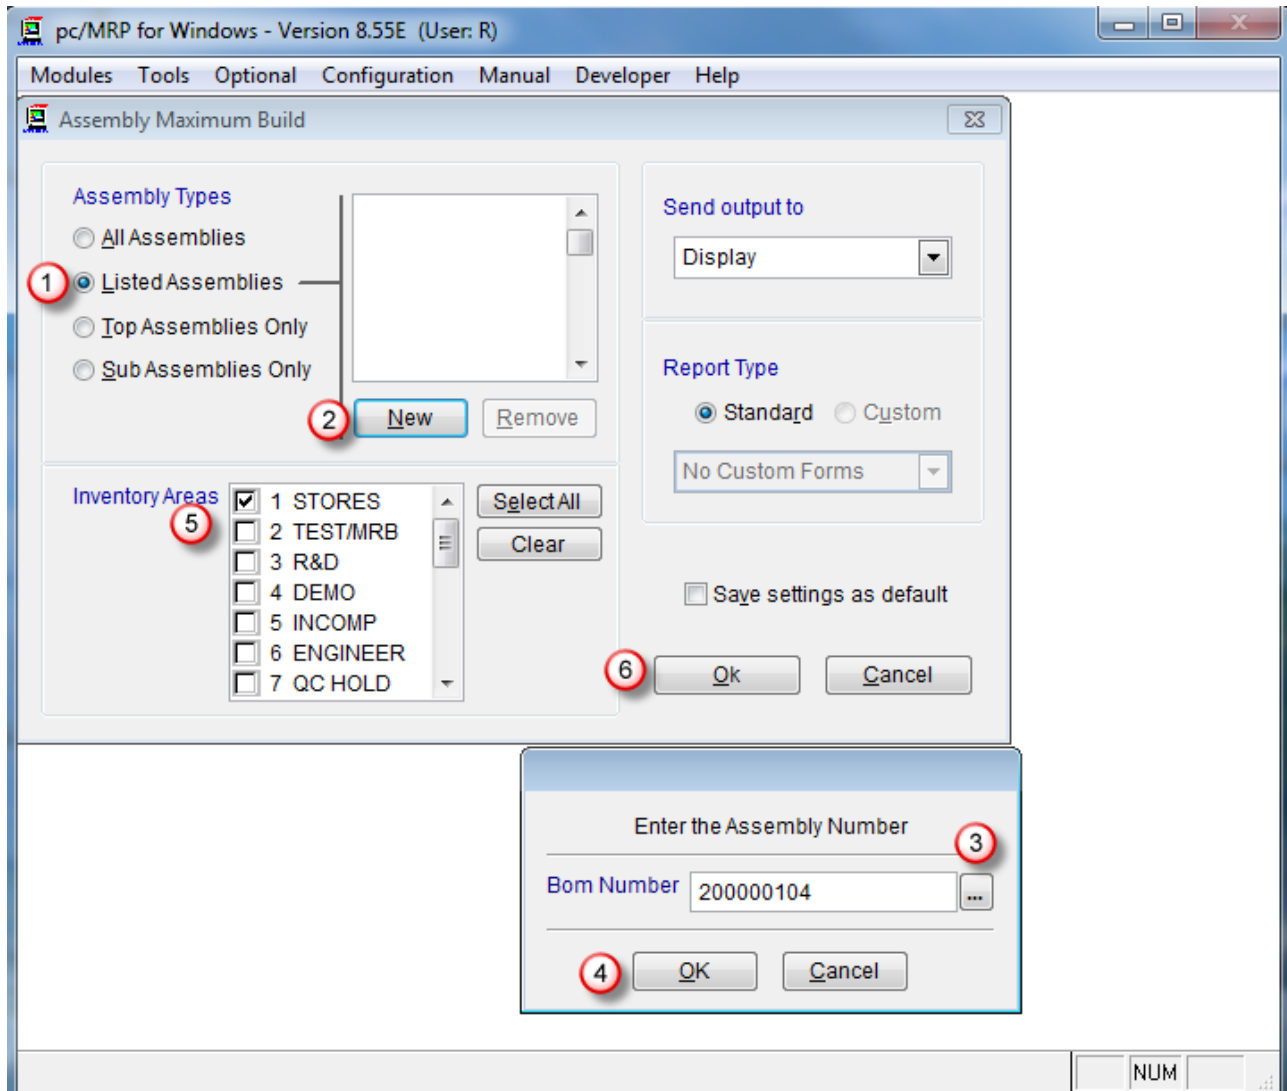 pc/MRP for Windows - Version 8.55E (User: R)
Modules Tools Optional Configuration Manual Developer Help
Assembly Maximum Build
Assembly Types
All Assemblies
1 Listed Assemblies
Top Assemblies Only
Sub Assemblies Only
2 New Remove
Send output to
Display
Report Type
Standard Custom
No Custom Forms
Inventory Areas
5
1 STORES
2 TEST/MRB
3 R&D
4 DEMO
5 INCOMP
6 ENGINEER
7 QC HOLD
Select All
Clear
Save settings as default
6 Ok Cancel
Enter the Assembly Number
3
Bom Number 200000104 ...
4 OK Cancel
NUM